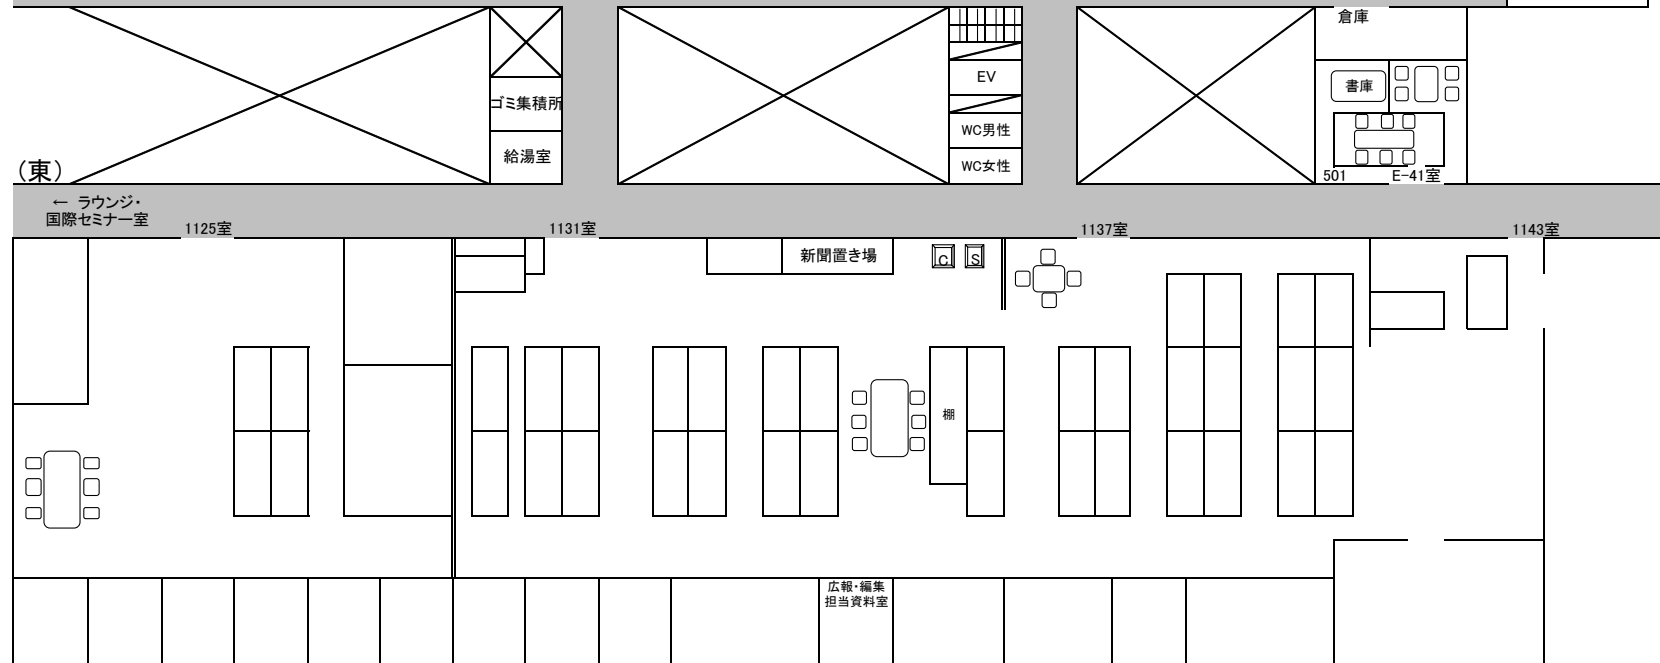 倉庫
EV
書庫
ゴミ集積所
WC男性
給湯室
WC女性
（東）
501
E-41室
← ラウンジ・
国際セミナー室
1125室
1131室
1137室
1143室
新聞置き場
C
S
棚
広報・編集
担当資料室